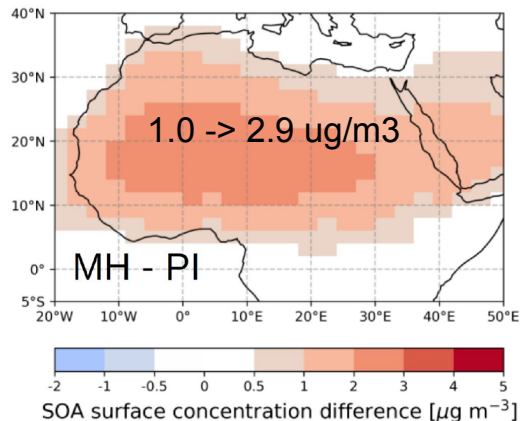 40°N
30°N
20°N
10°N
0°
5°S
1.0 -> 2.9 ug/m3
MH - PI
20°W 10°W 0° 10°E 20°E 30°E 40°E 50°E
-2 -1 -0.5 0 0.5 1 2 3 4 5
SOA surface concentration difference [μg m⁻³]